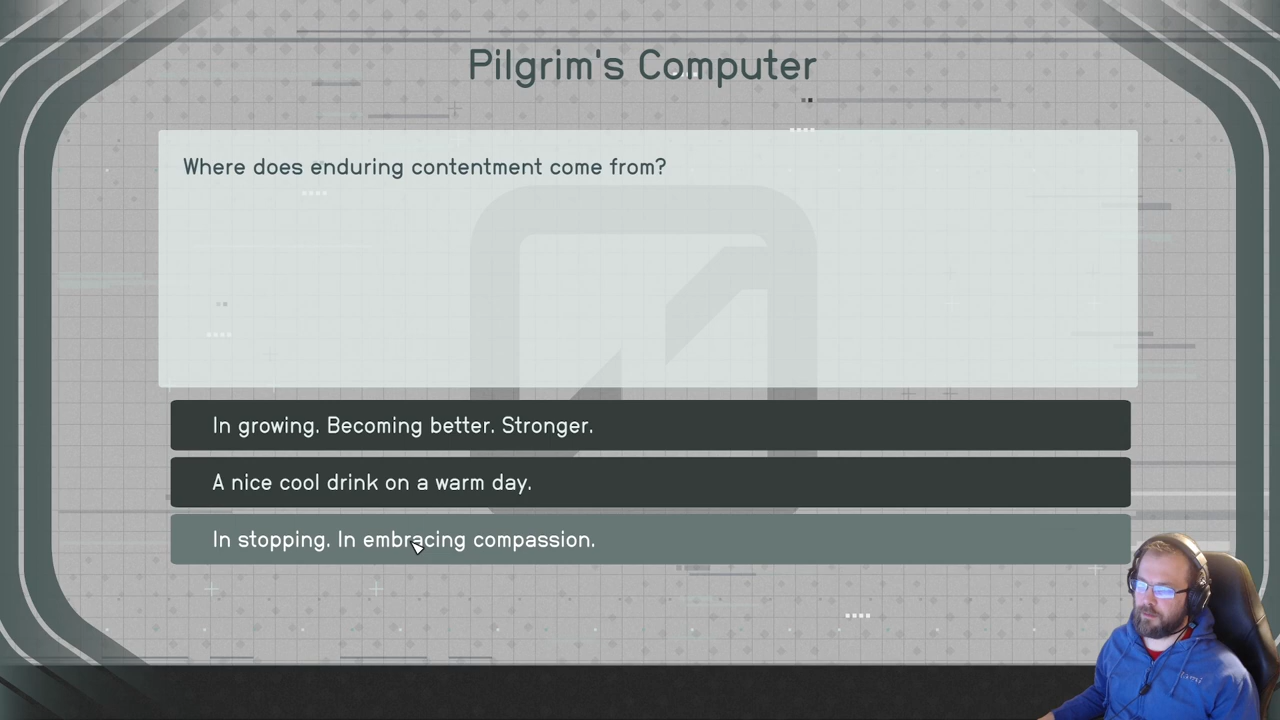 Pilgrim's Computer
Where does enduring contentment come from?
In growing. Becoming better. Stronger.
A nice cool drink on a warm day.
In stopping. In embracing compassion.